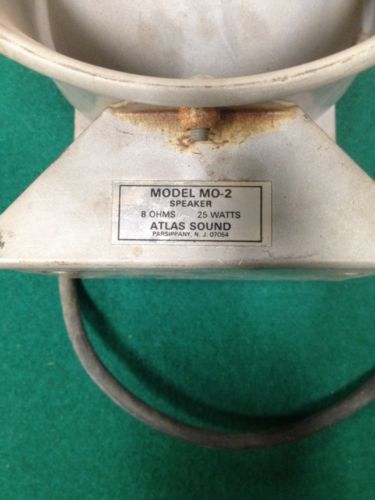 MODEL MO-2
SPEAKER
8 OHMS 25 WATTS
ATLAS SOUND
PARSIPPANY, N. J. 07054